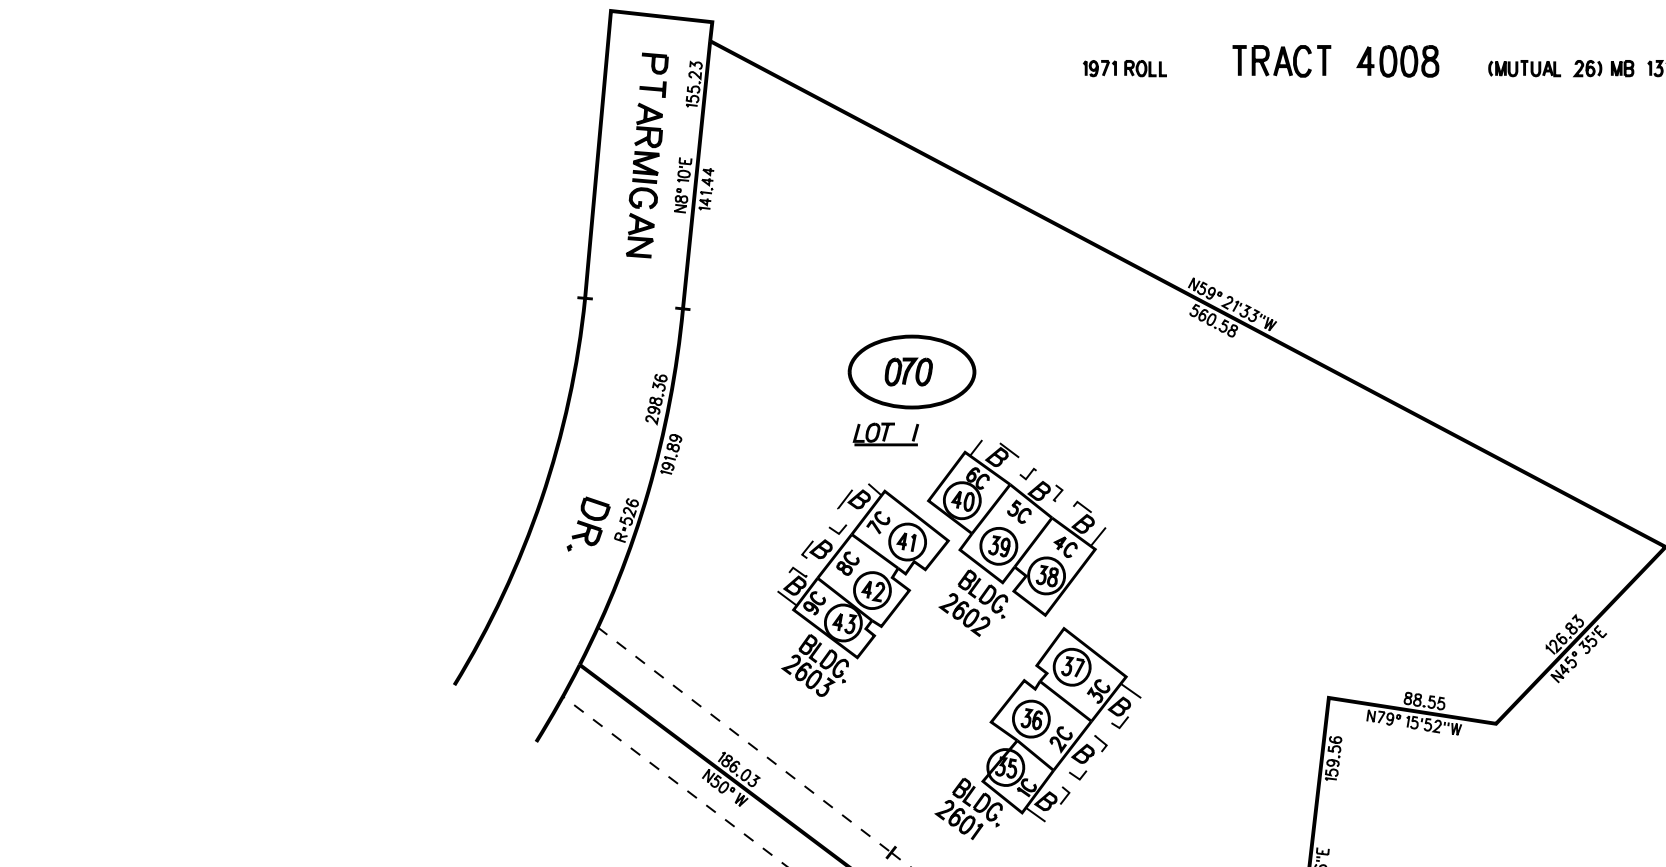 1971 ROLL TRACT 4008 (MUTUAL 26) MB 13
PTARMIGAN
155.23
N8° 10'E
141.44
N59° 21'33"W
560.58
070
LOT 1
298.36
191.89
R=526
DR.
B B B
6C 5C 4C
40 39 38
BLDG.
2602
B B B
7C 41
8C 42
9C 43
BLDG.
2603
37 3C B
36 2C B
35 1C B
BLDG.
2601
126.83
N45° 35'E
88.55
N79° 15'52"W
159.56
186.03
N50° W
"E